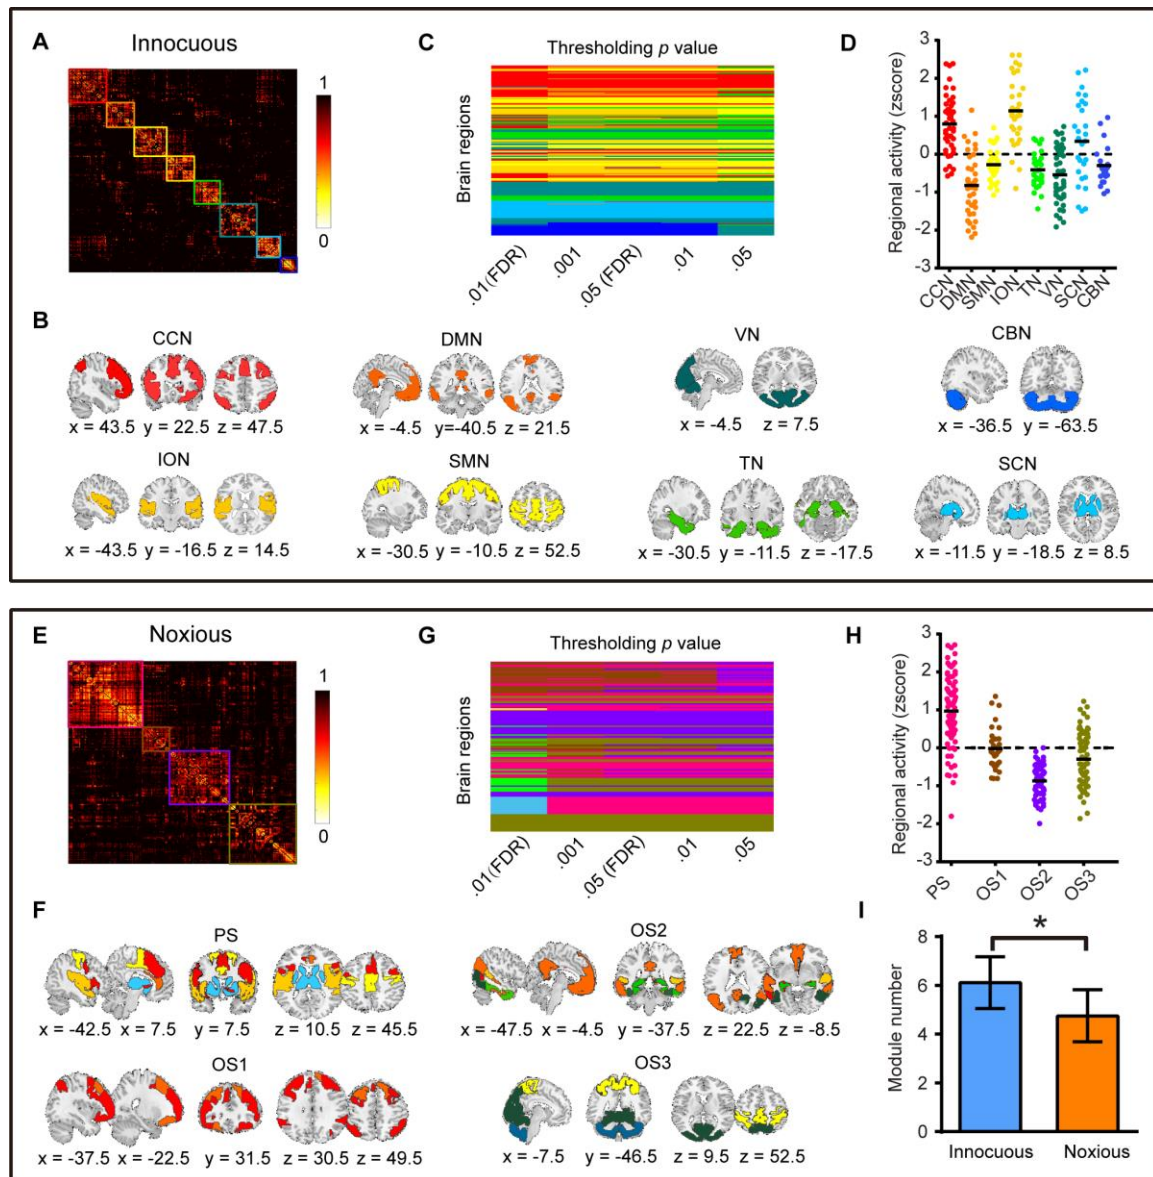 A
Innocuous
1
0
C
Thresholding p value
Brain regions
.01(FDR)
.001
.05 (FDR)
.01
.05
D
Regional activity (zscore)
3
2
1
0
-1
-2
-3
CCN
DMN
SMN
ION
TN
VN
SCN
CBN
B
CCN
x = 43.5 y = 22.5 z = 47.5
DMN
x = -4.5 y=-40.5 z = 21.5
VN
x = -4.5 z = 7.5
CBN
x = -36.5 y = -63.5
ION
x = -43.5 y = -16.5 z = 14.5
SMN
x = -30.5 y = -10.5 z = 52.5
TN
x = -30.5 y = -11.5 z = -17.5
SCN
x = -11.5 y = -18.5 z = 8.5
E
Noxious
1
0
G
Thresholding p value
Brain regions
.01(FDR)
.001
.05 (FDR)
.01
.05
H
Regional activity (zscore)
3
2
1
0
-1
-2
-3
PS
OS1
OS2
OS3
F
PS
x = -42.5 x = 7.5 y = 7.5 z = 10.5 z = 45.5
OS2
x = -47.5 x = -4.5 y = -37.5 z = 22.5 z = -8.5
OS1
x = -37.5 x = -22.5 y = 31.5 z = 30.5 z = 49.5
OS3
x = -7.5 y = -46.5 z = 9.5 z = 52.5
I
*
Module number
8
6
4
2
0
Innocuous
Noxious